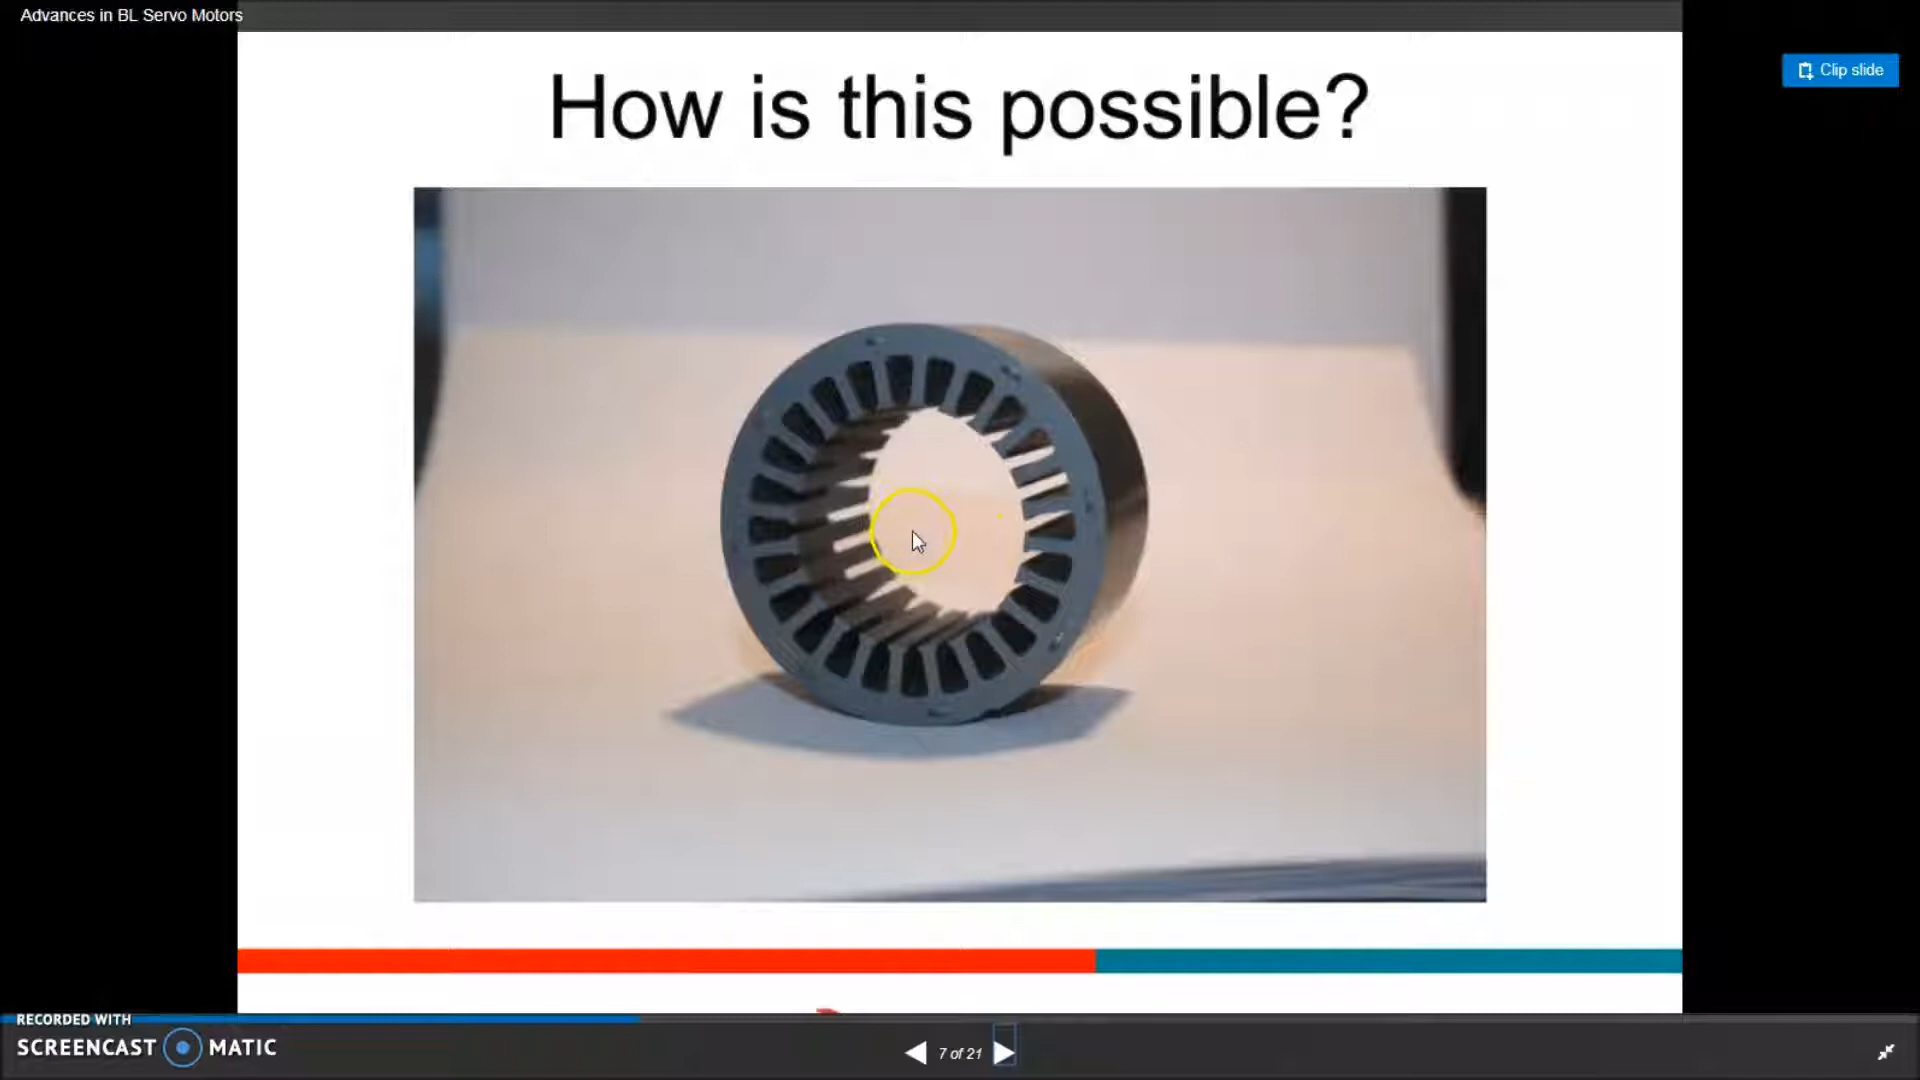 Advances in BL Servo Motors
Clip slide
How is this possible?
RECORDED WITH
SCREENCAST MATIC
7 of 21